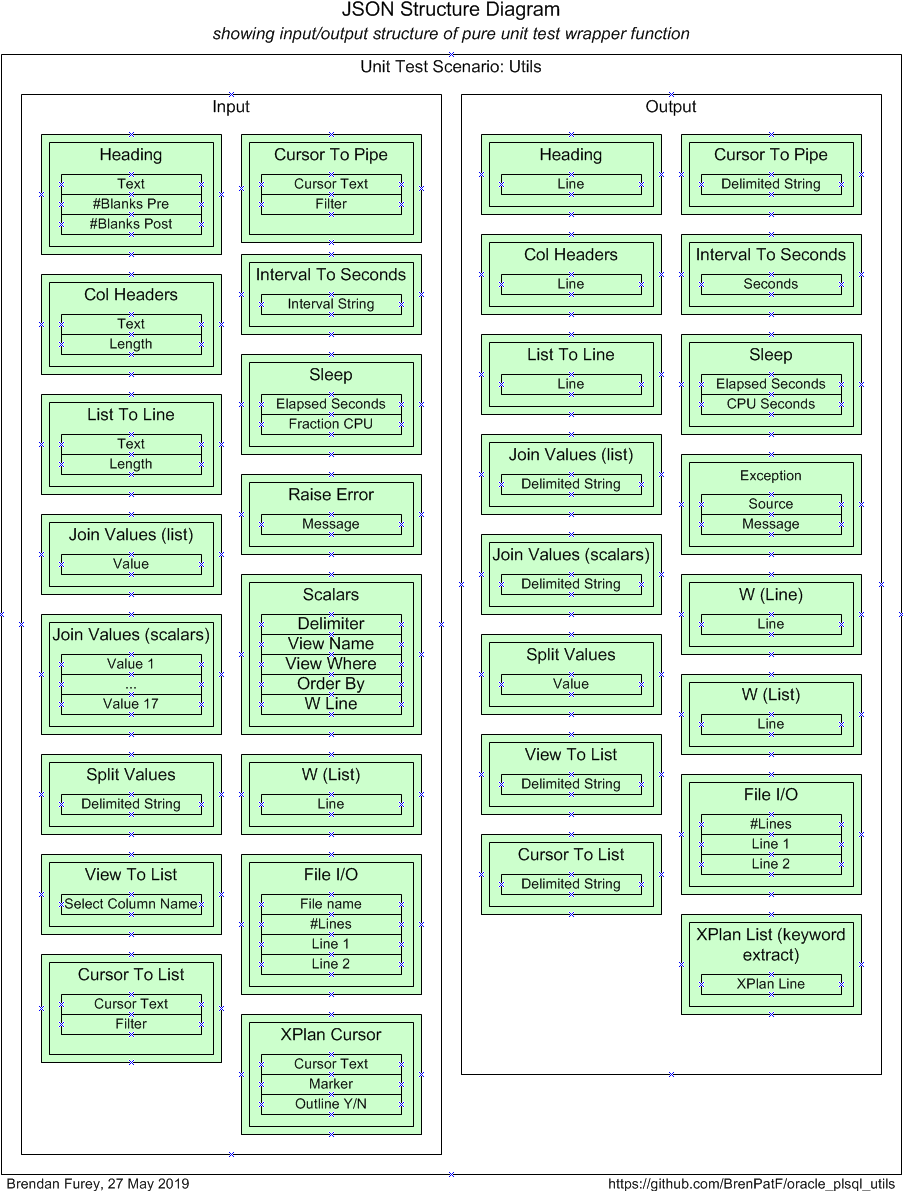 JSON Structure Diagram
showing input/output structure of pure unit test wrapper function
Unit Test Scenario: Utils
Input
Heading
Text
#Blanks Pre
#Blanks Post
Col Headers
Text
Length
List To Line
Text
Length
Join Values (list)
Value
Join Values (scalars)
Value 1
...
Value 17
Split Values
Delimited String
View To List
Select Column Name
Cursor To List
Cursor Text
Filter
Cursor To Pipe
Cursor Text
Filter
Interval To Seconds
Interval String
Sleep
Elapsed Seconds
Fraction CPU
Raise Error
Message
Scalars
Delimiter
View Name
View Where
Order By
W Line
W (List)
Line
File I/O
File name
#Lines
Line 1
Line 2
XPlan Cursor
Cursor Text
Marker
Outline Y/N
Output
Heading
Line
Col Headers
Line
List To Line
Line
Join Values (list)
Delimited String
Join Values (scalars)
Delimited String
Split Values
Value
View To List
Delimited String
Cursor To List
Delimited String
Cursor To Pipe
Delimited String
Interval To Seconds
Seconds
Sleep
Elapsed Seconds
CPU Seconds
Exception
Source
Message
W (Line)
Line
W (List)
Line
File I/O
#Lines
Line 1
Line 2
XPlan List (keyword
extract)
XPlan Line
Brendan Furey, 27 May 2019
https://github.com/BrenPatF/oracle_plsql_utils